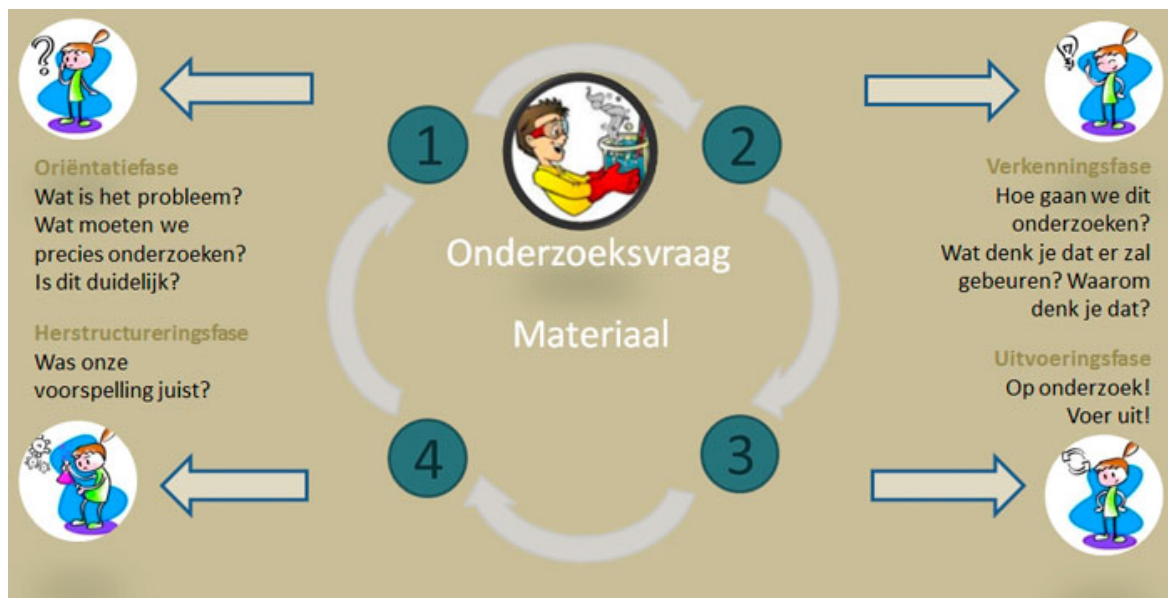 ?
1
2
Oriëntatiefase
Wat is het probleem?
Wat moeten we
precies onderzoeken?
Is dit duidelijk?
Verkenningsfase
Hoe gaan we dit
onderzoeken?
Wat denk je dat er zal
gebeuren? Waarom
denk je dat?
Onderzoeksvraag
Materiaal
Herstructureringsfase
Was onze
voorspelling juist?
Uitvoeringsfase
Op onderzoek!
Voer uit!
4
3